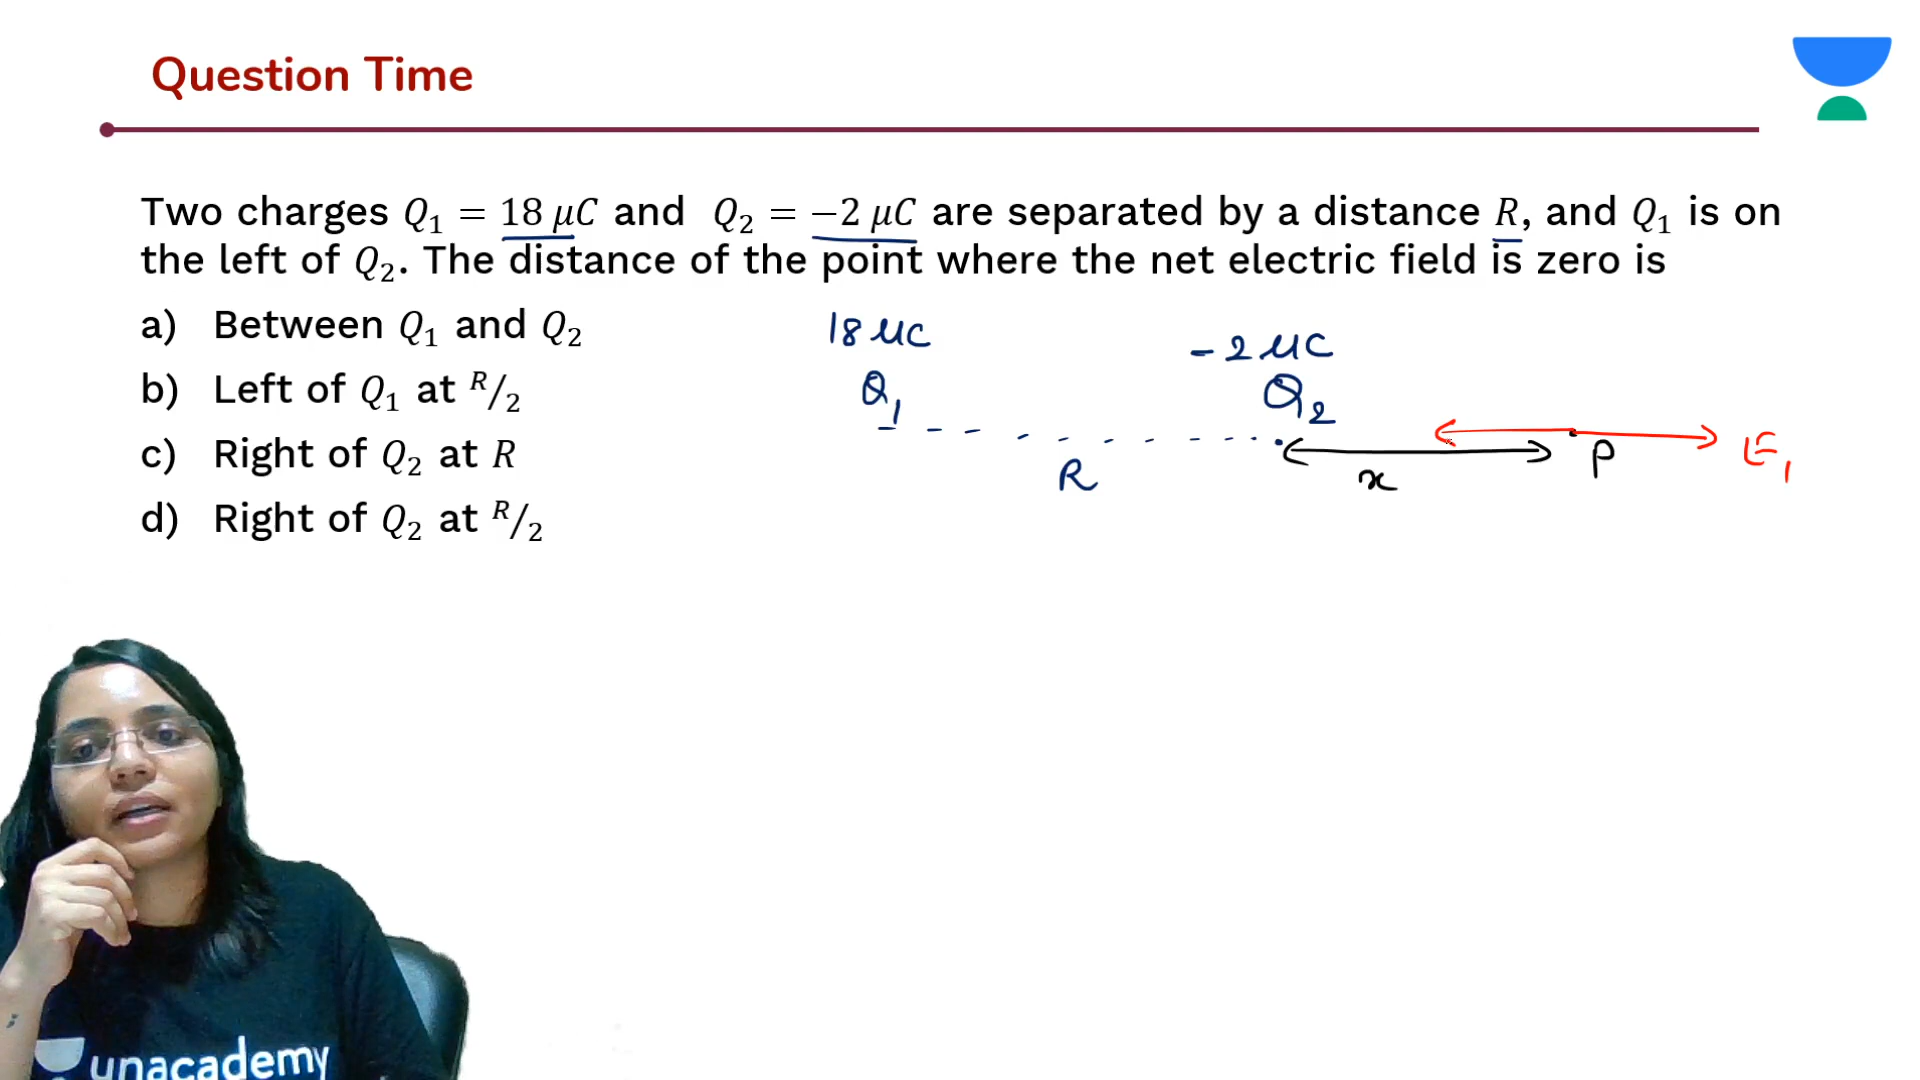 Question Time
Two charges Q₁ = 18 μC and Q₂ = −2 μC are separated by a distance R, and Q₁ is on
the left of Q₂. The distance of the point where the net electric field is zero is
a) Between Q₁ and Q₂
b) Left of Q₁ at R/2
c) Right of Q₂ at R
d) Right of Q₂ at R/2
18 μC
-2 μC
Q₁
Q₂
R
x
P
E₁
unacademy